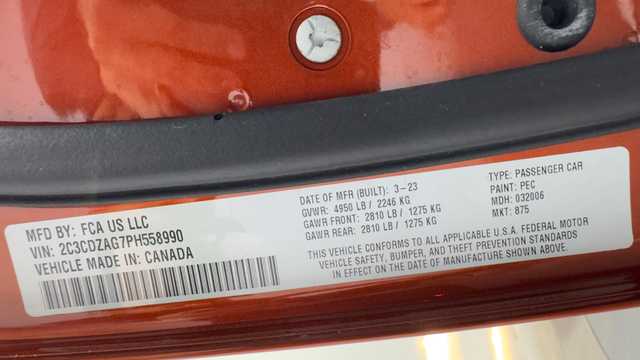 MFD BY: FCA US LLC
VIN: 2C3CDZAG7PH558990
VEHICLE MADE IN: CANADA
DATE OF MFR (BUILT): 3-23
GVWR: 4950 LB / 2246 KG
GAWR FRONT: 2810 LB / 1275 KG
GAWR REAR: 2810 LB / 1275 KG
TYPE: PASSENGER CAR
PAINT: PEC
MDH: 032006
MKT: 875
THIS VEHICLE CONFORMS TO ALL APPLICABLE U.S.A. FEDERAL MOTOR
VEHICLE SAFETY, BUMPER, AND THEFT PREVENTION STANDARDS
IN EFFECT ON THE DATE OF MANUFACTURE SHOWN ABOVE.